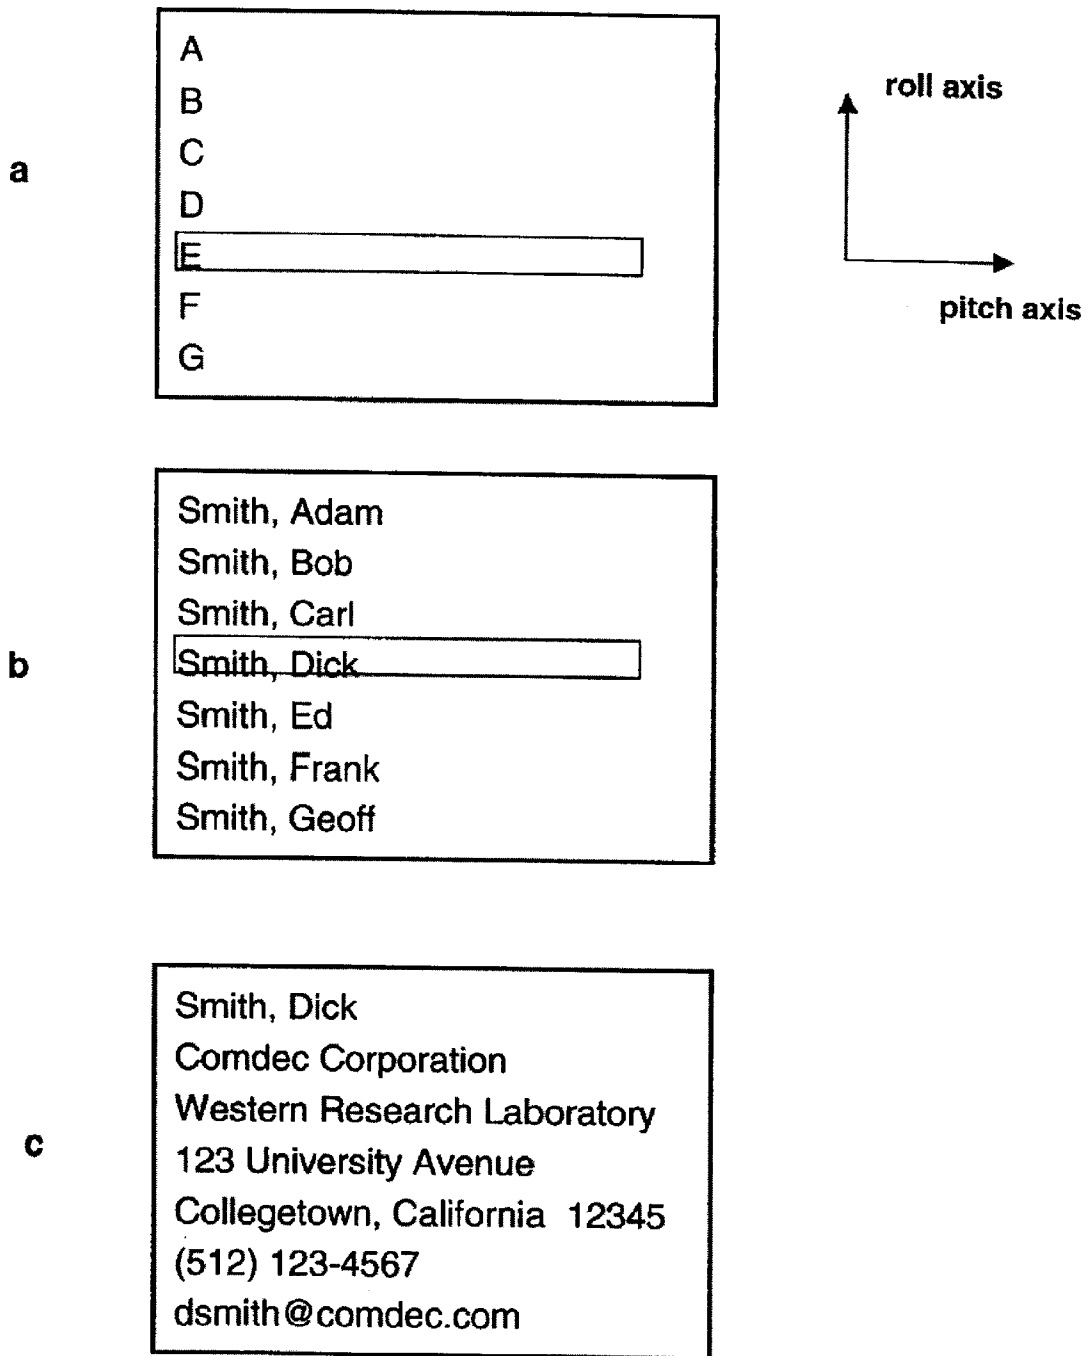 A
B
C
D
E
F
G
a
roll axis
pitch axis
Smith, Adam
Smith, Bob
Smith, Carl
Smith, Dick
Smith, Ed
Smith, Frank
Smith, Geoff
b
Smith, Dick
Comdec Corporation
Western Research Laboratory
123 University Avenue
Collegetown, California 12345
(512) 123-4567
dsmith@comdec.com
c